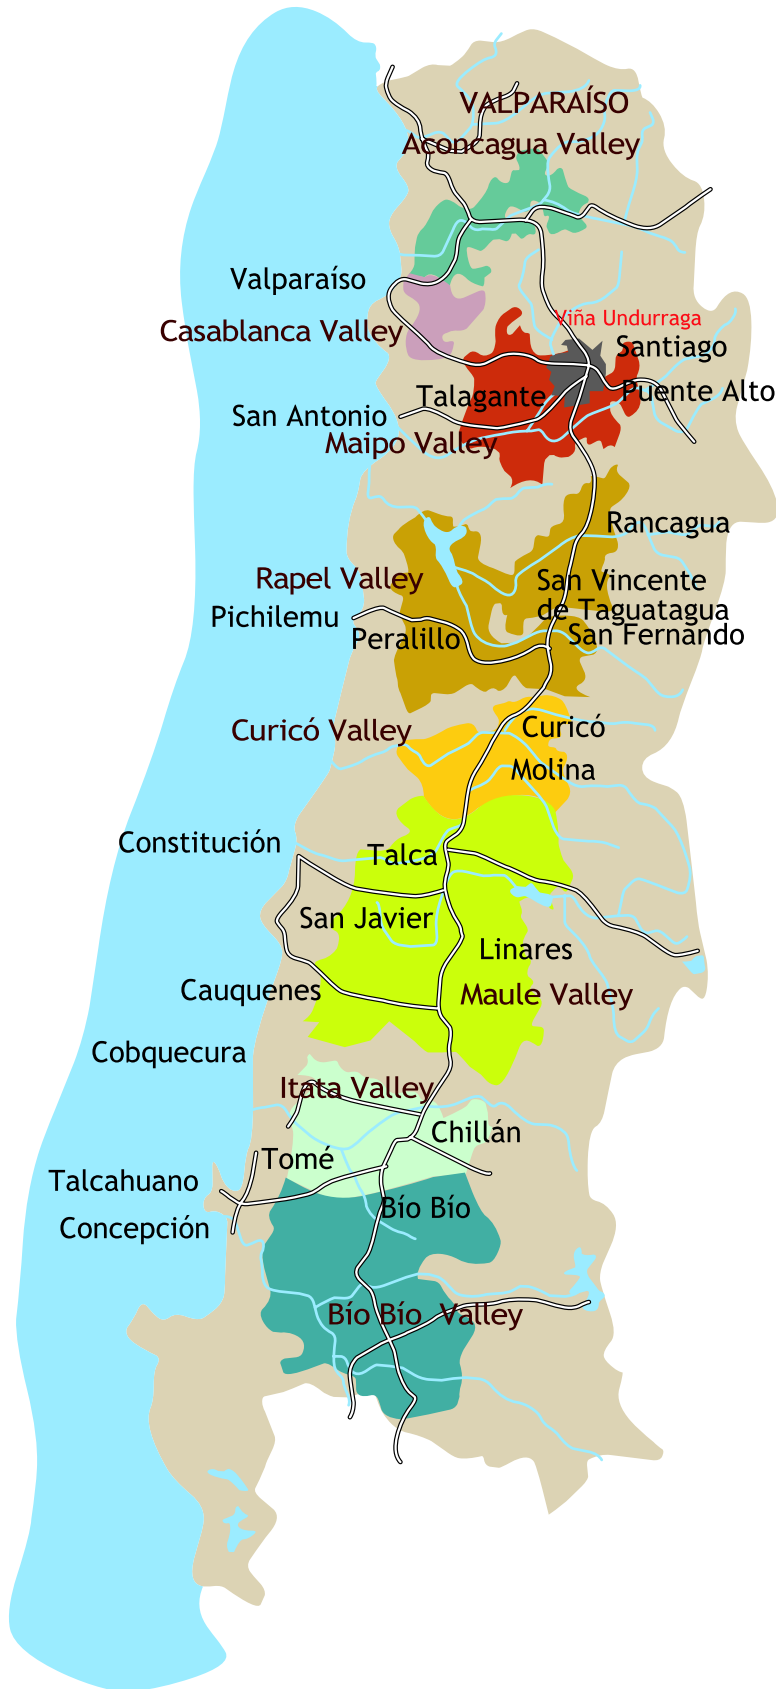 VALPARAÍSO
Aconcagua Valley
Valparaíso
Viña Undurraga
Casablanca Valley
Santiago
Puente Alto
Talagante
San Antonio
Maipo Valley
Rancagua
Rapel Valley
San Vincente
de Taguatagua
Pichilemu
San Fernando
Peralillo
Curicó Valley
Curicó
Molina
Constitución
Talca
San Javier
Linares
Cauquenes
Maule Valley
Cobquecura
Itata Valley
Chillán
Tomé
Talcahuano
Bío Bío
Concepción
Bío Bío Valley